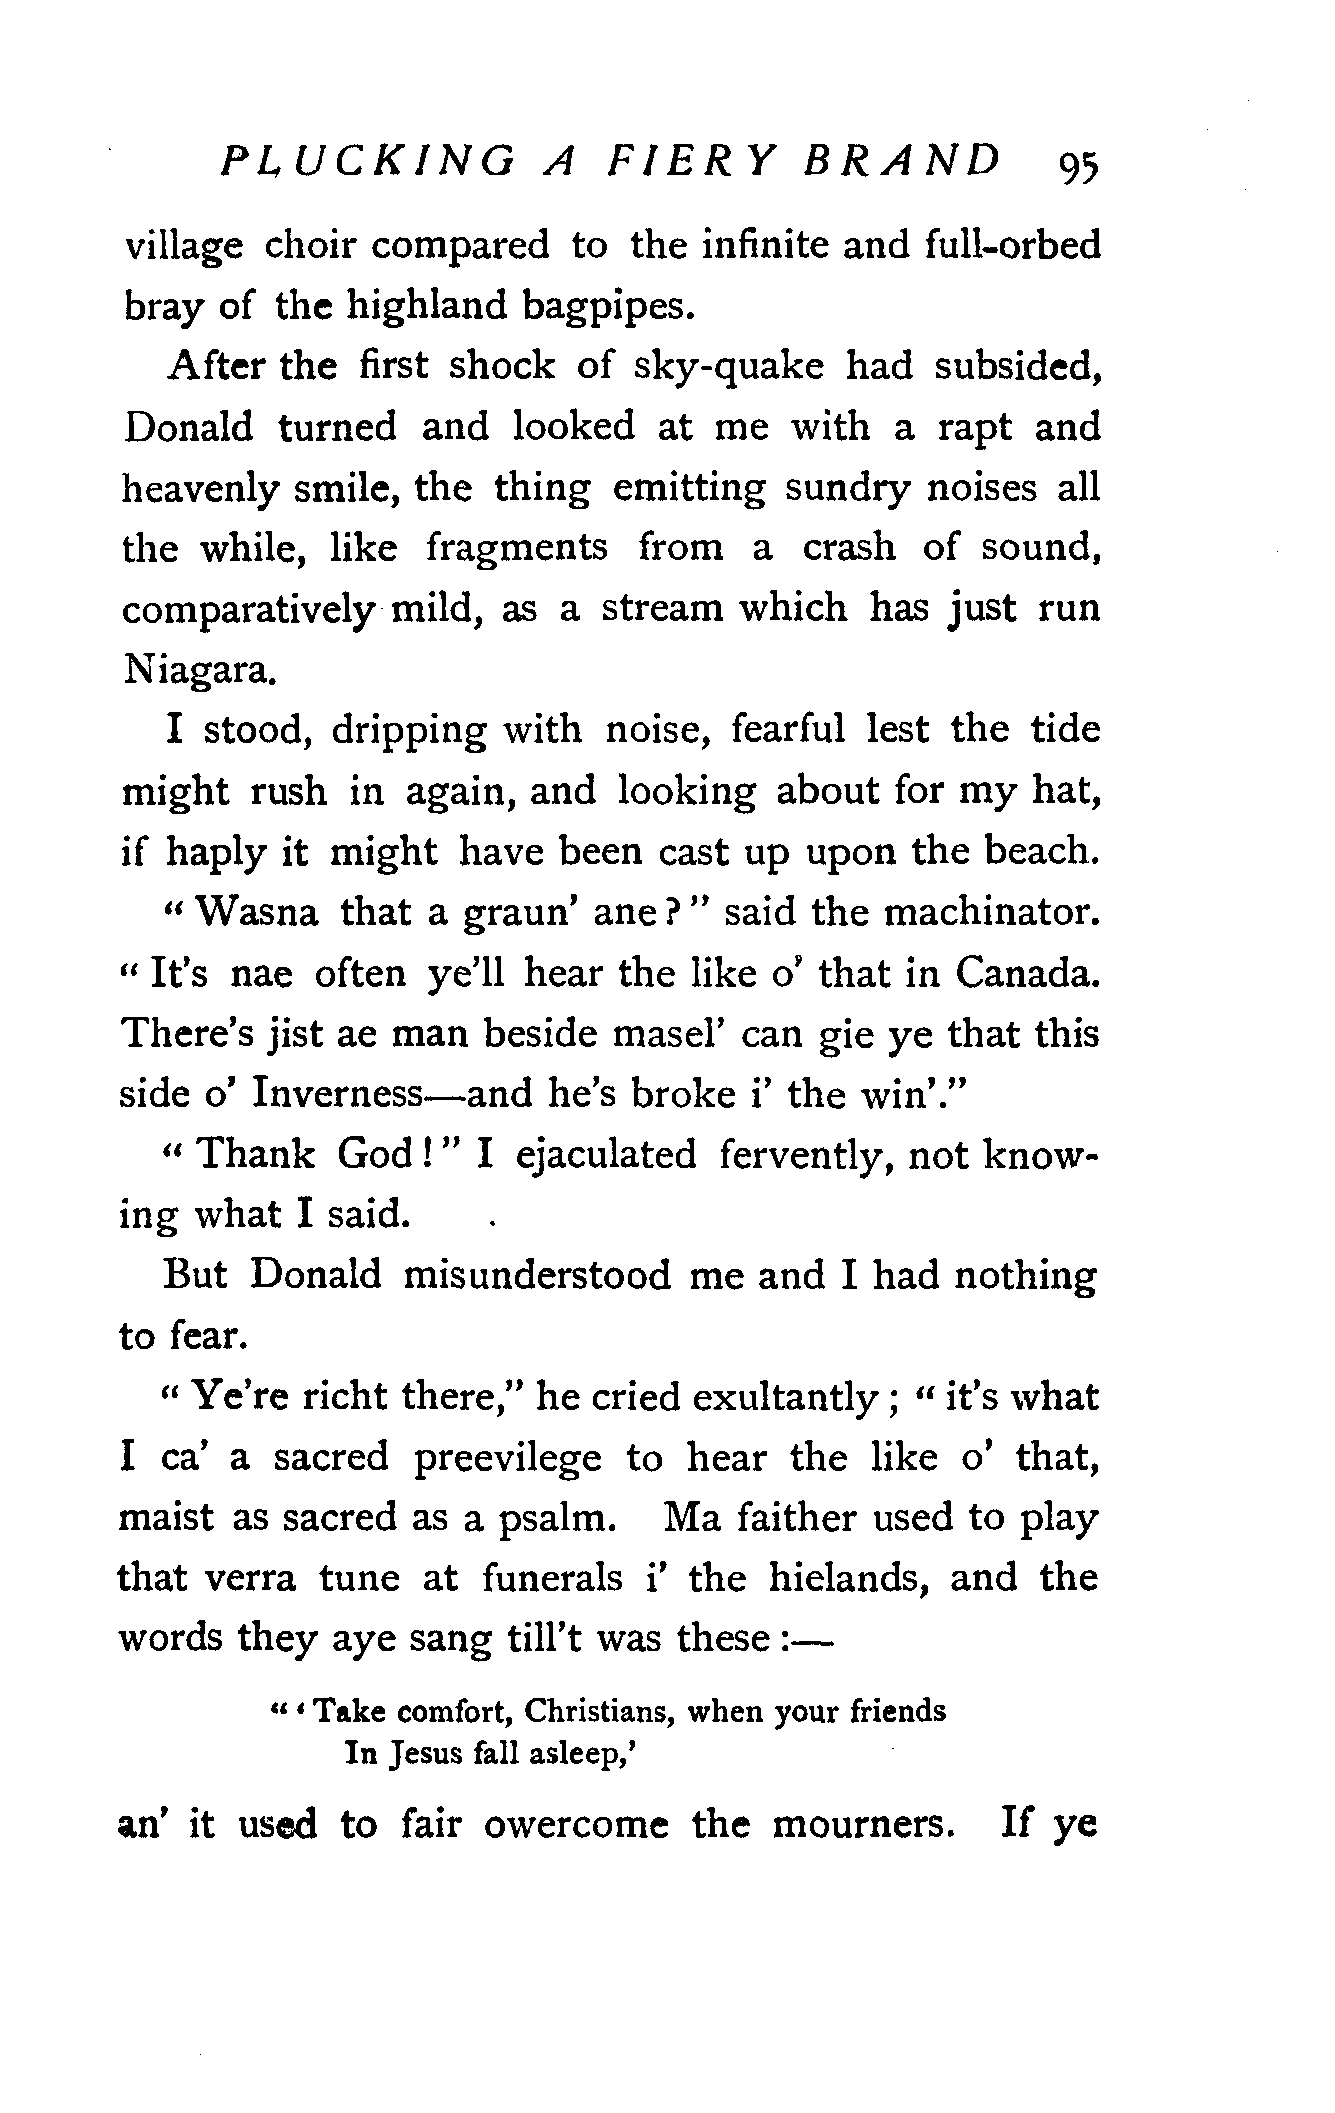 PLUCKING A FIERY BRAND 95
village choir compared to the infinite and full-orbed
bray of the highland bagpipes.
After the first shock of sky-quake had subsided,
Donald turned and looked at me with a rapt and
heavenly smile, the thing emitting sundry noises all
the while, like fragments from a crash of sound,
comparatively mild, as a stream which has just run
Niagara.
I stood, dripping with noise, fearful lest the tide
might rush in again, and looking about for my hat,
if haply it might have been cast up upon the beach.
“ Wasna that a graun’ ane ? ” said the machinator.
“ It’s nae often ye’ll hear the like o’ that in Canada.
There’s jist ae man beside masel’ can gie ye that this
side o’ Inverness—and he’s broke i’ the win’.”
“ Thank God ! ” I ejaculated fervently, not know-
ing what I said.
But Donald misunderstood me and I had nothing
to fear.
“ Ye’re richt there,” he cried exultantly ; “ it’s what
I ca’ a sacred preevilege to hear the like o’ that,
maist as sacred as a psalm. Ma faither used to play
that verra tune at funerals i’ the hielands, and the
words they aye sang till’t was these :—
“ ‘ Take comfort, Christians, when your friends
In Jesus fall asleep,’
an’ it used to fair owercome the mourners. If ye